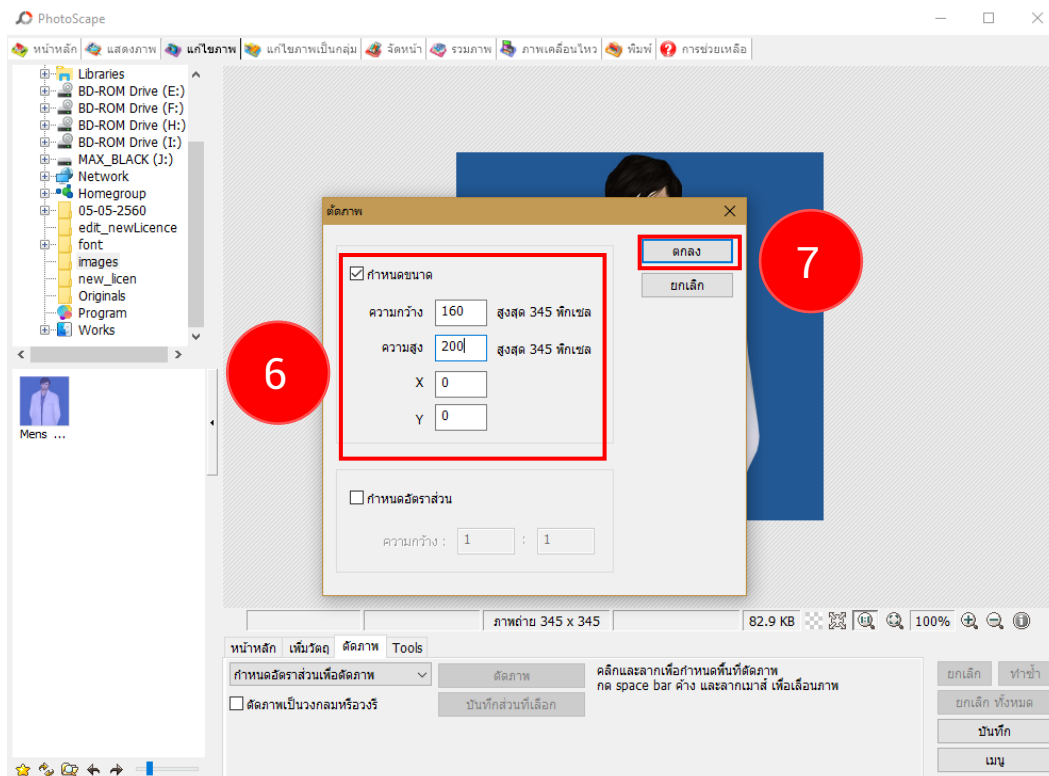 PhotoScape
หน้าหลัก แสดงภาพ แก้ไขภาพ แก้ไขภาพเป็นกลุ่ม จัดหน้า รวมภาพ ภาพเคลื่อนไหว พิมพ์ การช่วยเหลือ
Libraries
BD-ROM Drive (E:)
BD-ROM Drive (F:)
BD-ROM Drive (H:)
BD-ROM Drive (I:)
MAX_BLACK (J:)
Network
Homegroup
05-05-2560
edit_newLicence
font
images
new_licen
Originals
Program
Works
Mens ...
ตัดภาพ
ตกลง
ยกเลิก
7
6
กำหนดขนาด
ความกว้าง 160 สูงสุด 345 พิกเซล
ความสูง 200 สูงสุด 345 พิกเซล
X 0
Y 0
กำหนดอัตราส่วน
ความกว้าง : 1 : 1
ภาพถ่าย 345 x 345 82.9 KB 1:1 100%
หน้าหลัก เพิ่มวัตถุ ตัดภาพ Tools
กำหนดอัตราส่วนเพื่อตัดภาพ ตัดภาพ คลิกและลากเพื่อกำหนดพื้นที่ตัดภาพ
กด space bar ค้าง และลากเมาส์ เพื่อเลื่อนภาพ
ตัดภาพเป็นวงกลมหรือวงรี บันทึกส่วนที่เลือก
ยกเลิก ทำซ้ำ
ยกเลิก ทั้งหมด
บันทึก
เมนู